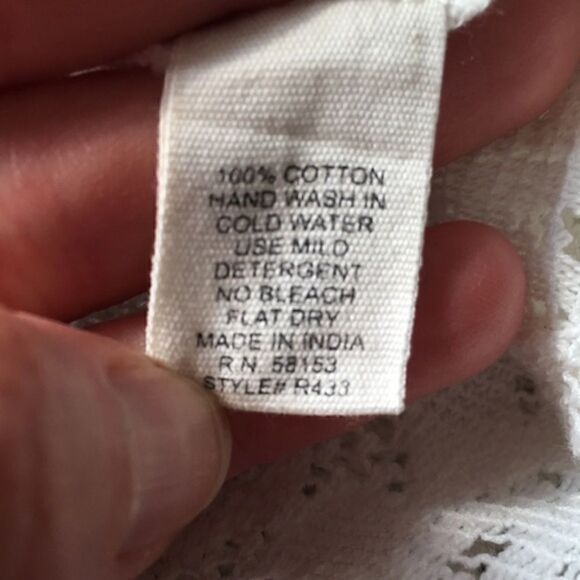 100% COTTON
HAND WASH IN
COLD WATER
USE MILD
DETERGENT
NO BLEACH
FLAT DRY
MADE IN INDIA
R N 58153
STYLE# R433